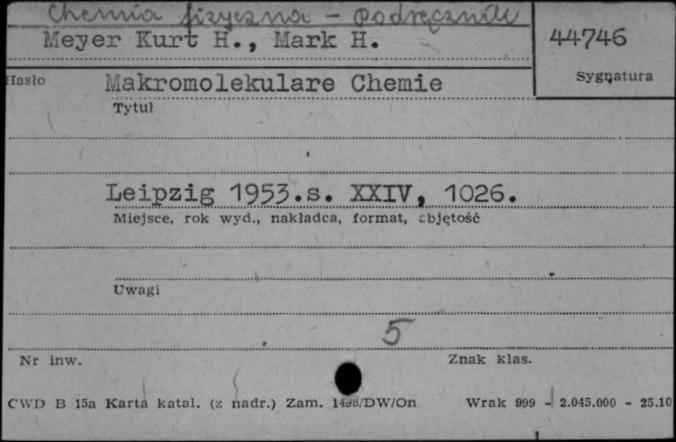 Chemia fizyczna - podręczniki
Meyer Kurt H., Mark H.
44746
Hasło
Sygnatura
Makromolekulare Chemie
Tytuł
Leipzig 1953.s. XXIV, 1026.
Miejsce, rok wyd., nakładca, format, objętość
Uwagi
5
Nr inw.
Znak klas.
CWD B 15a Karta katal. (z nadr.) Zam. /DW/On Wrak 999 - 2.045.000 - 25.10